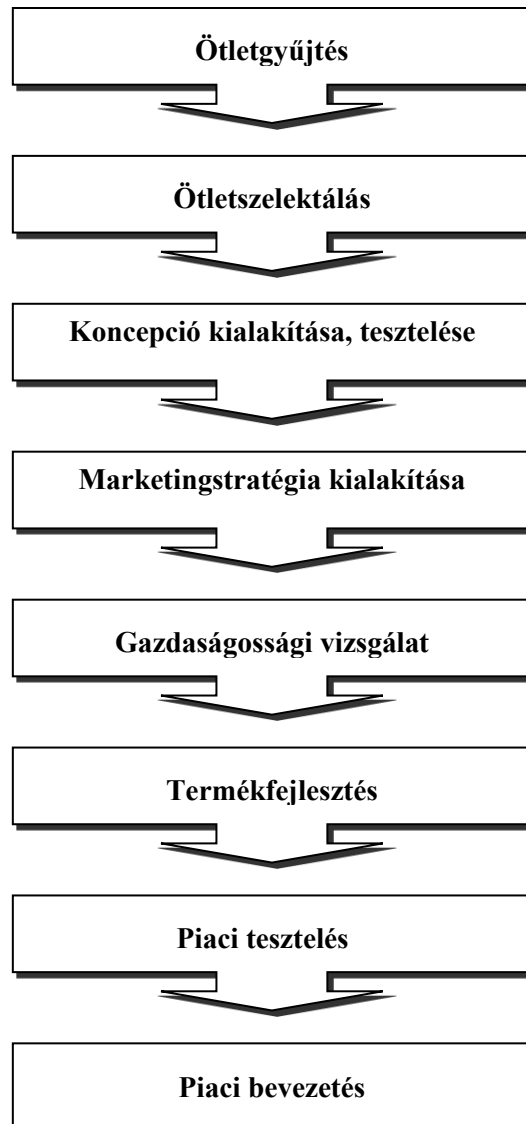 Ötletgyűjtés
Ötletszelektálás
Koncepció kialakítása, tesztelése
Marketingstratégia kialakítása
Gazdaságossági vizsgálat
Termékfejlesztés
Piaci tesztelés
Piaci bevezetés